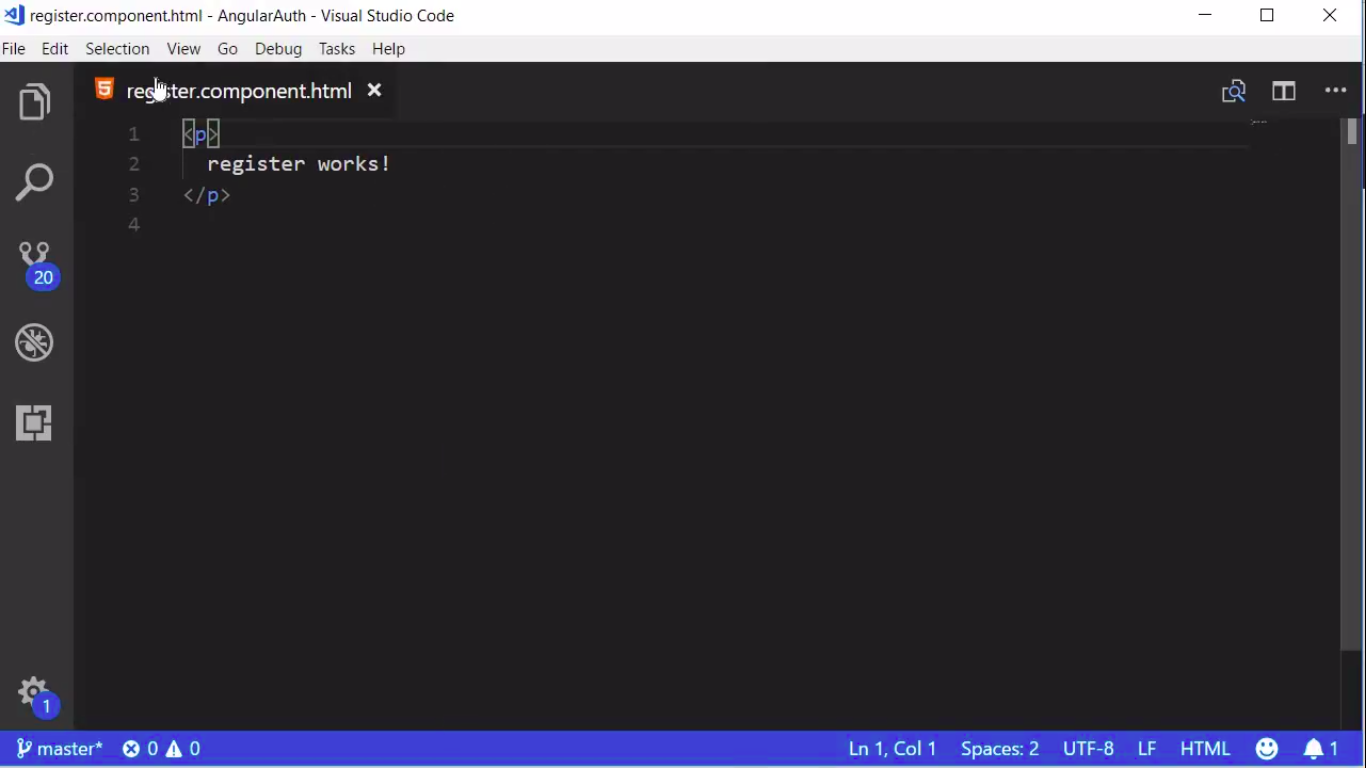 register.component.html - AngularAuth - Visual Studio Code
File Edit Selection View Go Debug Tasks Help
5 register.component.html
1 <p>
2 register works!
3 </p>
4
20
1
master* 0 0 Ln 1, Col 1 Spaces: 2 UTF-8 LF HTML 1